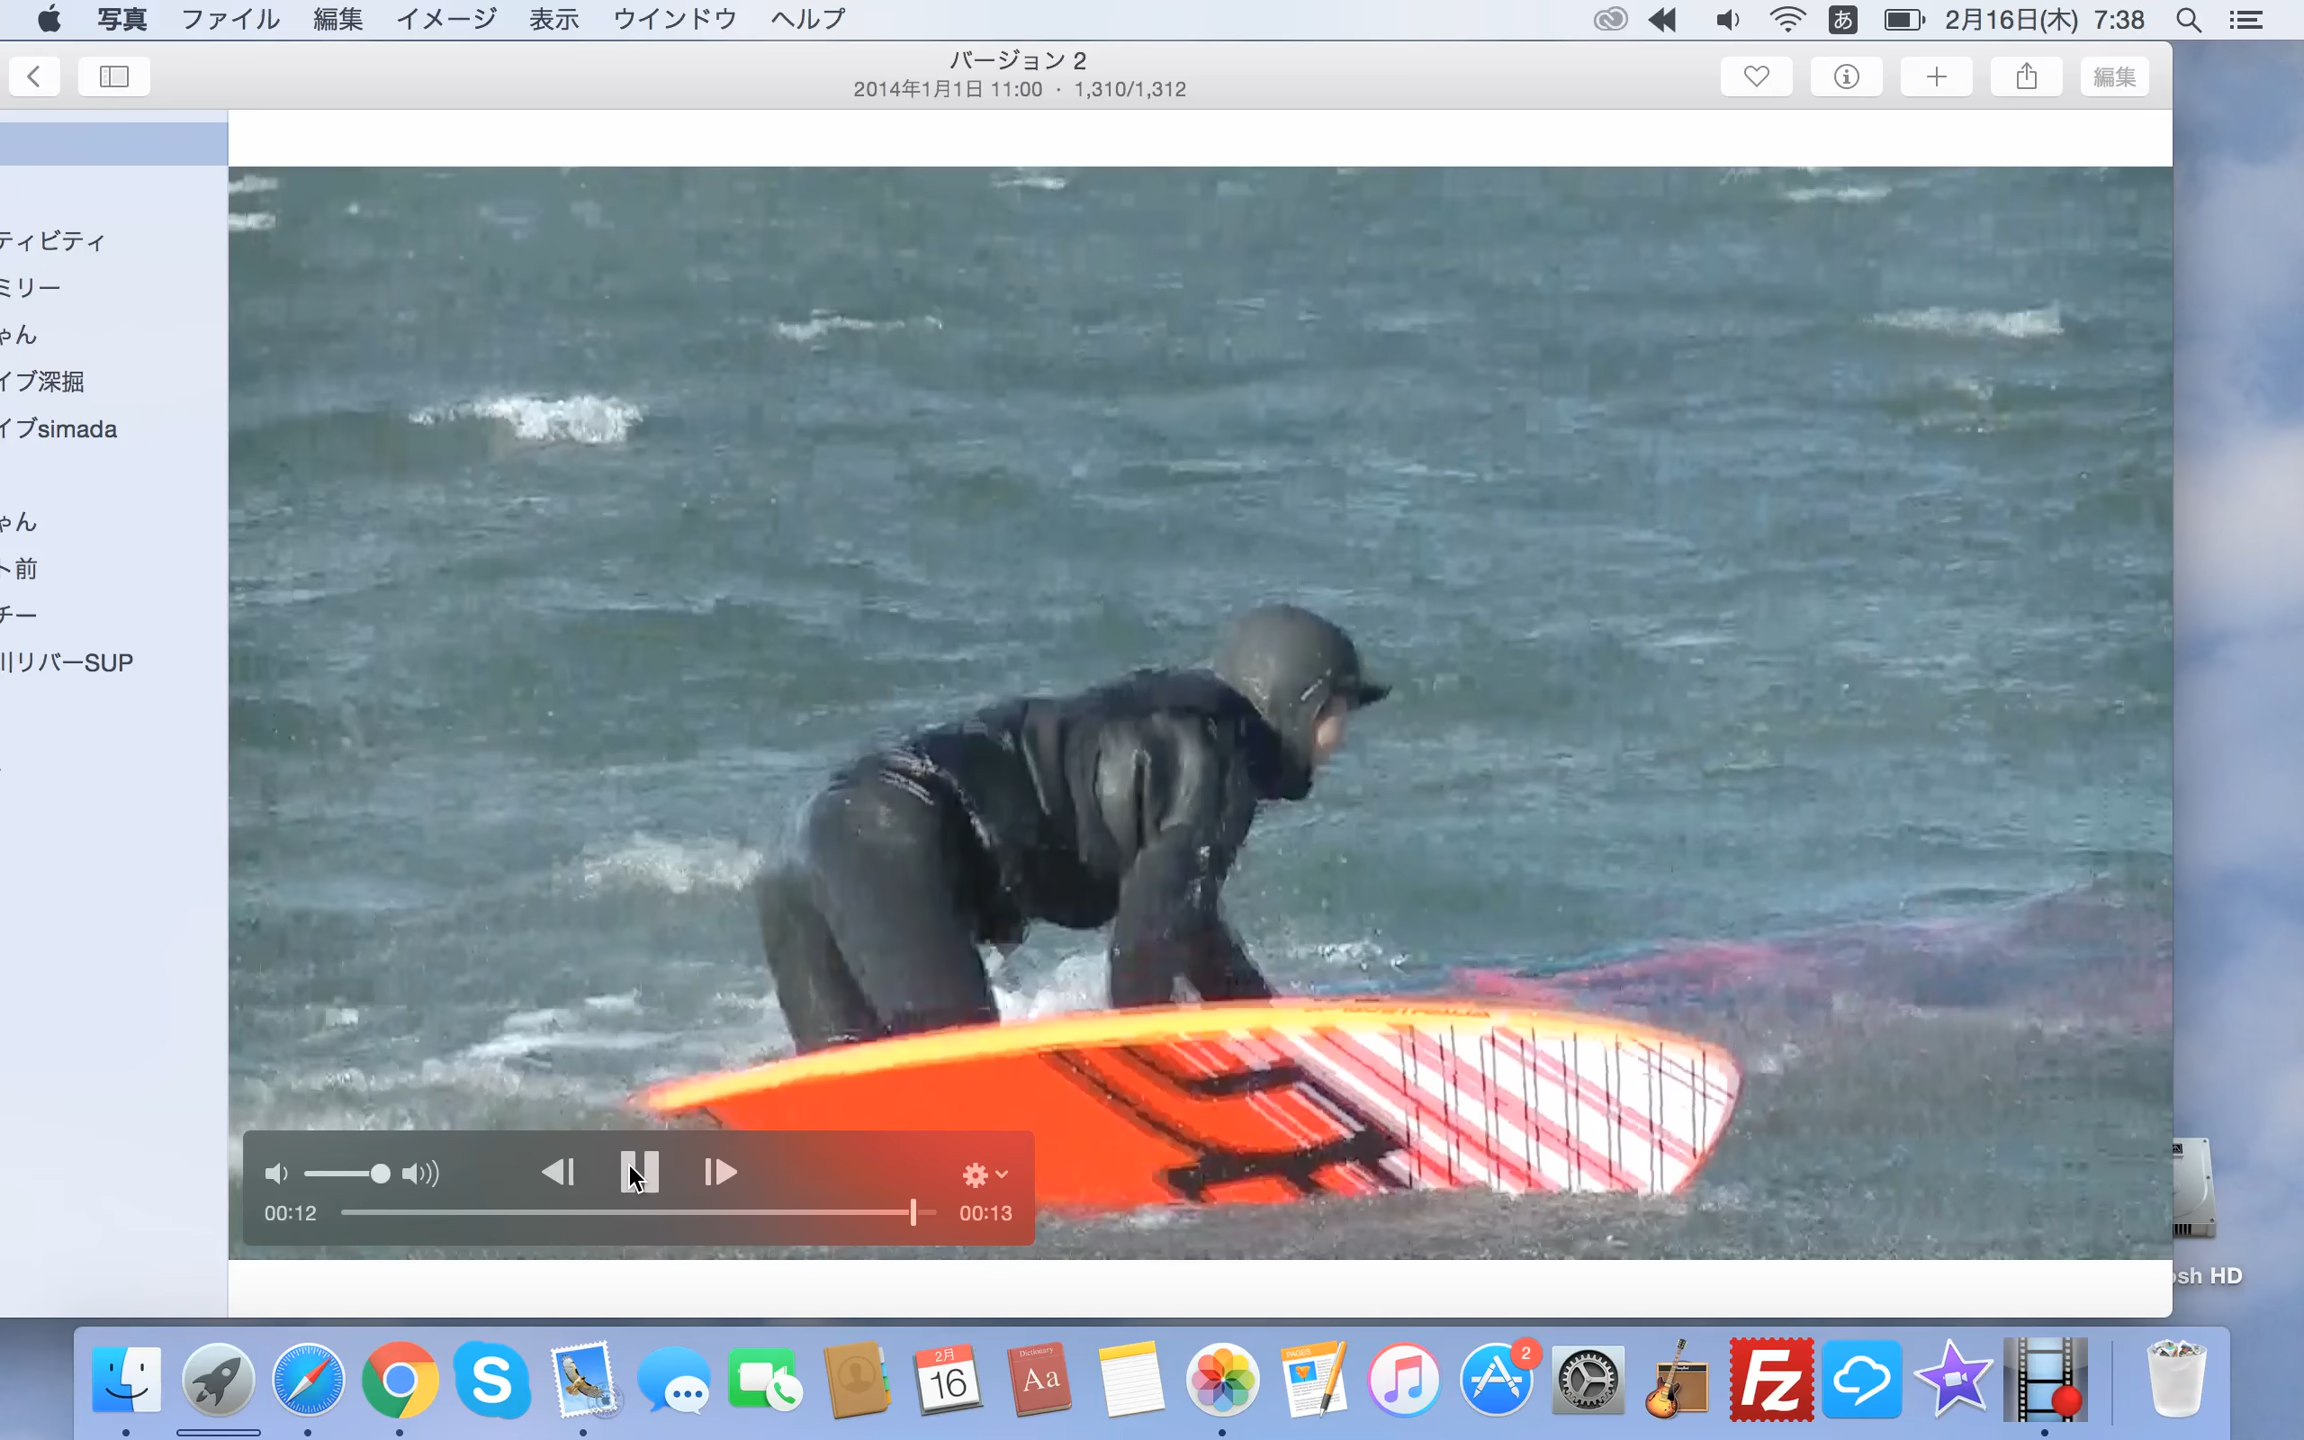 写真 ファイル 編集 イメージ 表示 ウインドウ ヘルプ あ 2月16日(木) 7:38
バージョン 2
2014年1月1日 11:00 · 1,310/1,312
編集
ティビティ
ミリー
ゃん
イブ深掘
イブsimada
ゃん
ト前
チー
川リバーSUP
00:12 00:13
osh HD
2月
16
Dictionary
Aa
PAGES
2
S
Fz